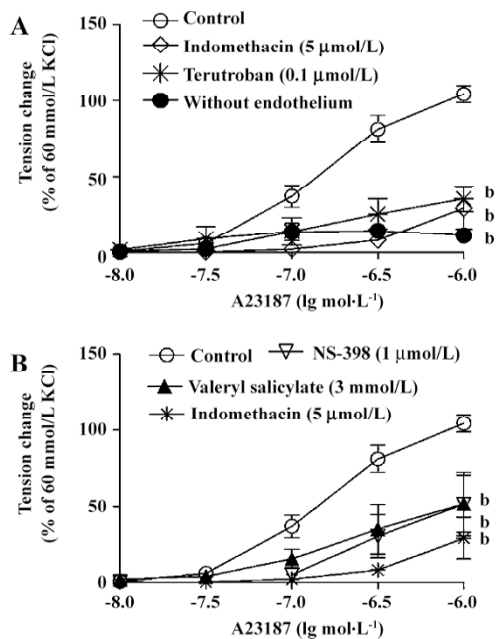 A
Control
Indomethacin (5 μmol/L)
Terutroban (0.1 μmol/L)
Without endothelium
Tension change
(% of 60 mmol/L KCl)
150
100
50
0
b
b
b
-8.0 -7.5 -7.0 -6.5 -6.0
A23187 (lg mol·L⁻¹)
B
Control NS-398 (1 μmol/L)
Valeryl salicylate (3 mmol/L)
Indomethacin (5 μmol/L)
Tension change
(% of 60 mmol/L KCl)
150
100
50
0
b
b
b
-8.0 -7.5 -7.0 -6.5 -6.0
A23187 (lg mol·L⁻¹)